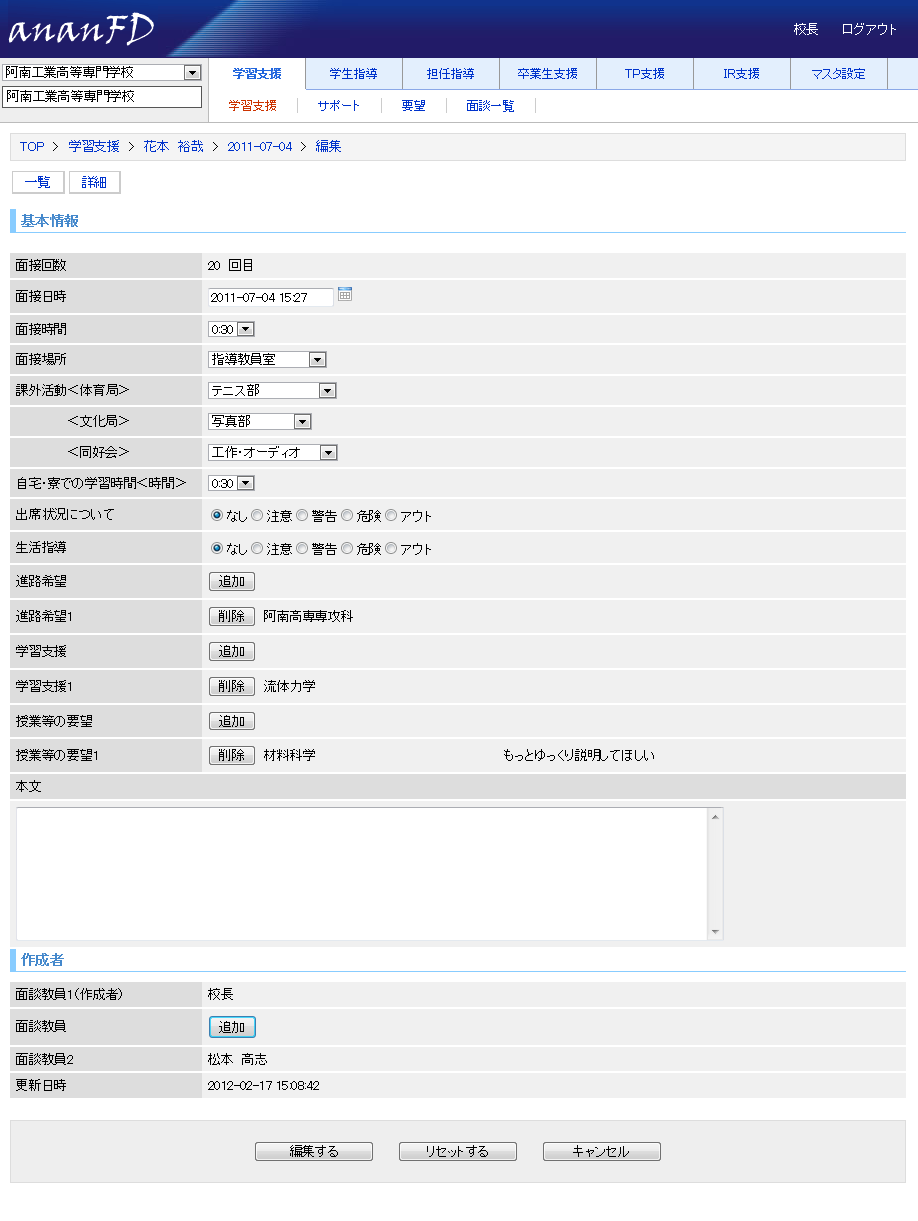 ananFD
校長 ログアウト
阿南工業高等専門学校
阿南工業高等専門学校
学習支援 学生指導 担任指導 卒業生支援 TP支援 IR支援 マスタ設定
学習支援 サポート 要望 面談一覧
TOP > 学習支援 > 花本 裕哉 > 2011-07-04 > 編集
一覧 詳細
基本情報
面接回数 20 回目
面接日時 2011-07-04 15:27
面接時間 0:30
面接場所 指導教員室
課外活動<体育局> テニス部
<文化局> 写真部
<同好会> 工作・オーディオ
自宅・寮での学習時間<時間> 0:30
出席状況について なし 注意 警告 危険 アウト
生活指導 なし 注意 警告 危険 アウト
進路希望 追加
進路希望1 削除 阿南高専専攻科
学習支援 追加
学習支援1 削除 流体力学
授業等の要望 追加
授業等の要望1 削除 材料科学 もっとゆっくり説明してほしい
本文
作成者
面談教員1(作成者) 校長
面談教員 追加
面談教員2 松本 高志
更新日時 2012-02-17 15:08:42
編集する リセットする キャンセル